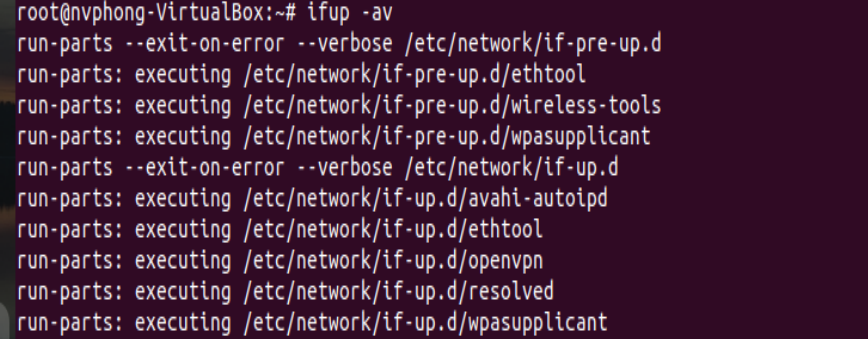 root@nvphong-VirtualBox:~# ifup -av
run-parts --exit-on-error --verbose /etc/network/if-pre-up.d
run-parts: executing /etc/network/if-pre-up.d/ethtool
run-parts: executing /etc/network/if-pre-up.d/wireless-tools
run-parts: executing /etc/network/if-pre-up.d/wpasupplicant
run-parts --exit-on-error --verbose /etc/network/if-up.d
run-parts: executing /etc/network/if-up.d/avahi-autoipd
run-parts: executing /etc/network/if-up.d/ethtool
run-parts: executing /etc/network/if-up.d/openvpn
run-parts: executing /etc/network/if-up.d/resolved
run-parts: executing /etc/network/if-up.d/wpasupplicant